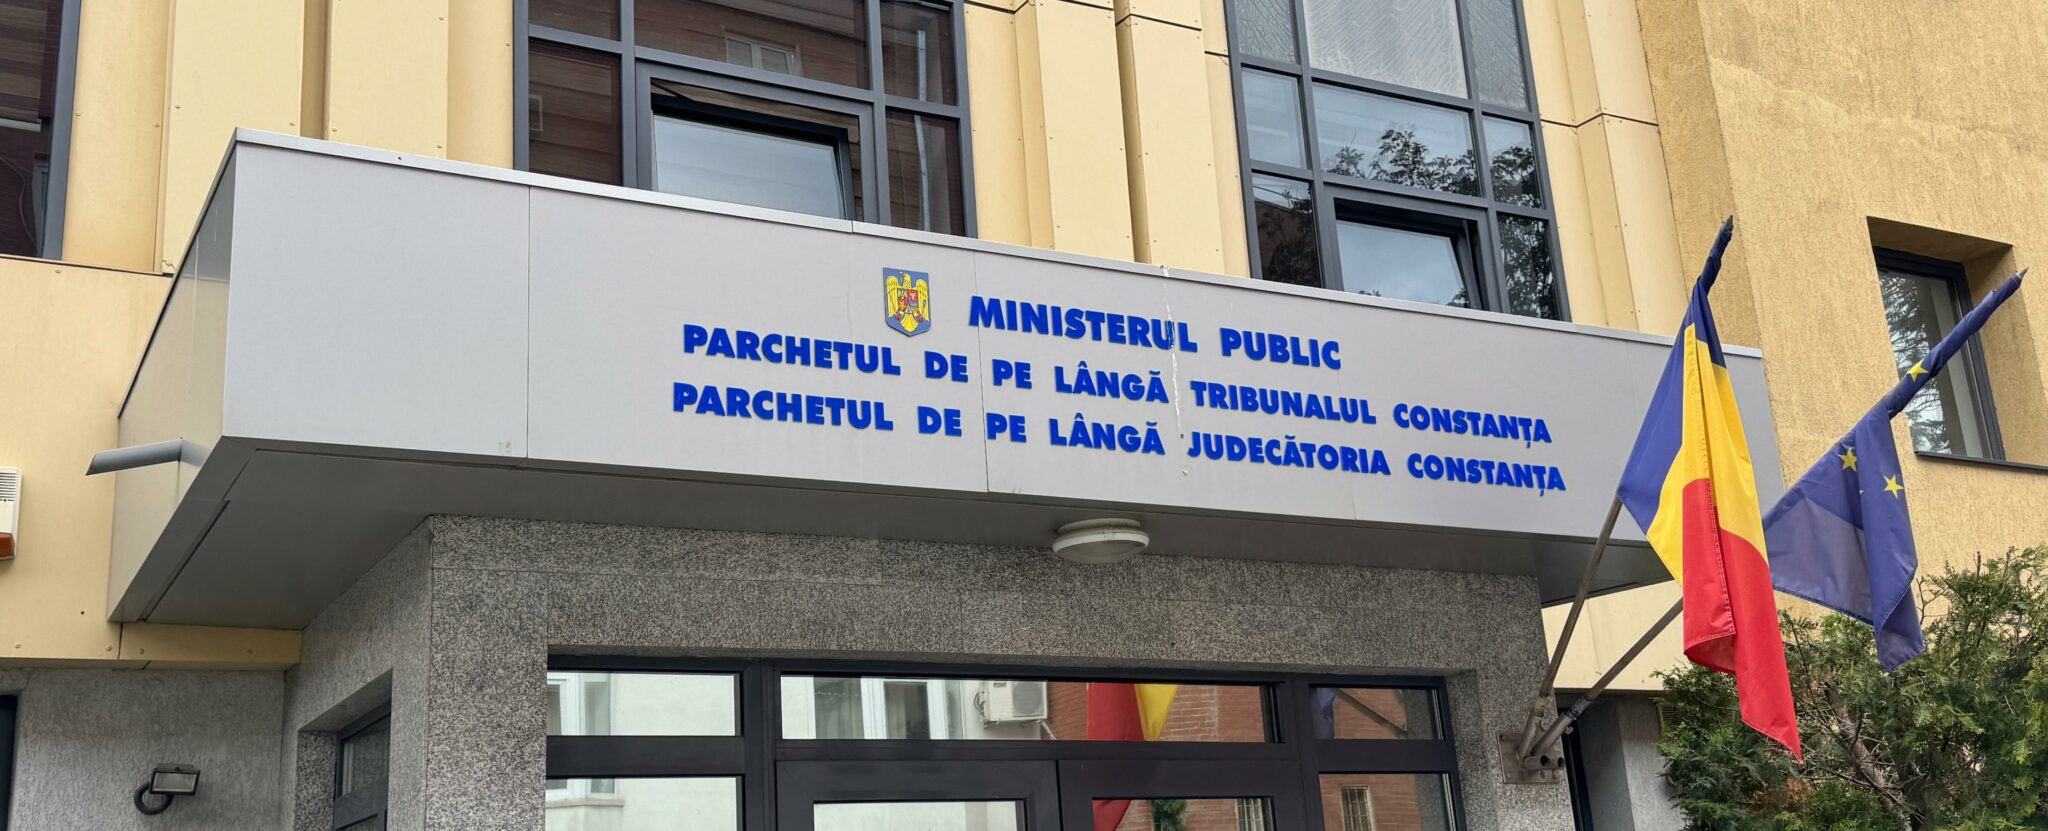 MINISTERUL PUBLIC
PARCHETUL DE PE LÂNGĂ TRIBUNALUL CONSTANȚA
PARCHETUL DE PE LÂNGĂ JUDECĂTORIA CONSTANȚA